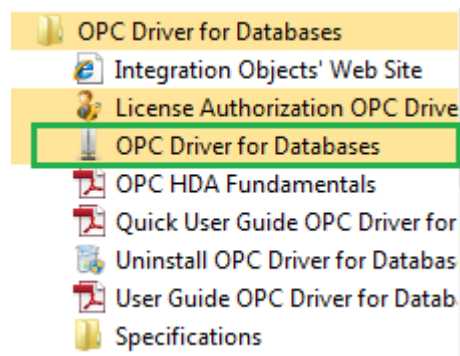 OPC Driver for Databases
Integration Objects' Web Site
License Authorization OPC Drive
OPC Driver for Databases
OPC HDA Fundamentals
Quick User Guide OPC Driver for
Uninstall OPC Driver for Databas
User Guide OPC Driver for Datab
Specifications